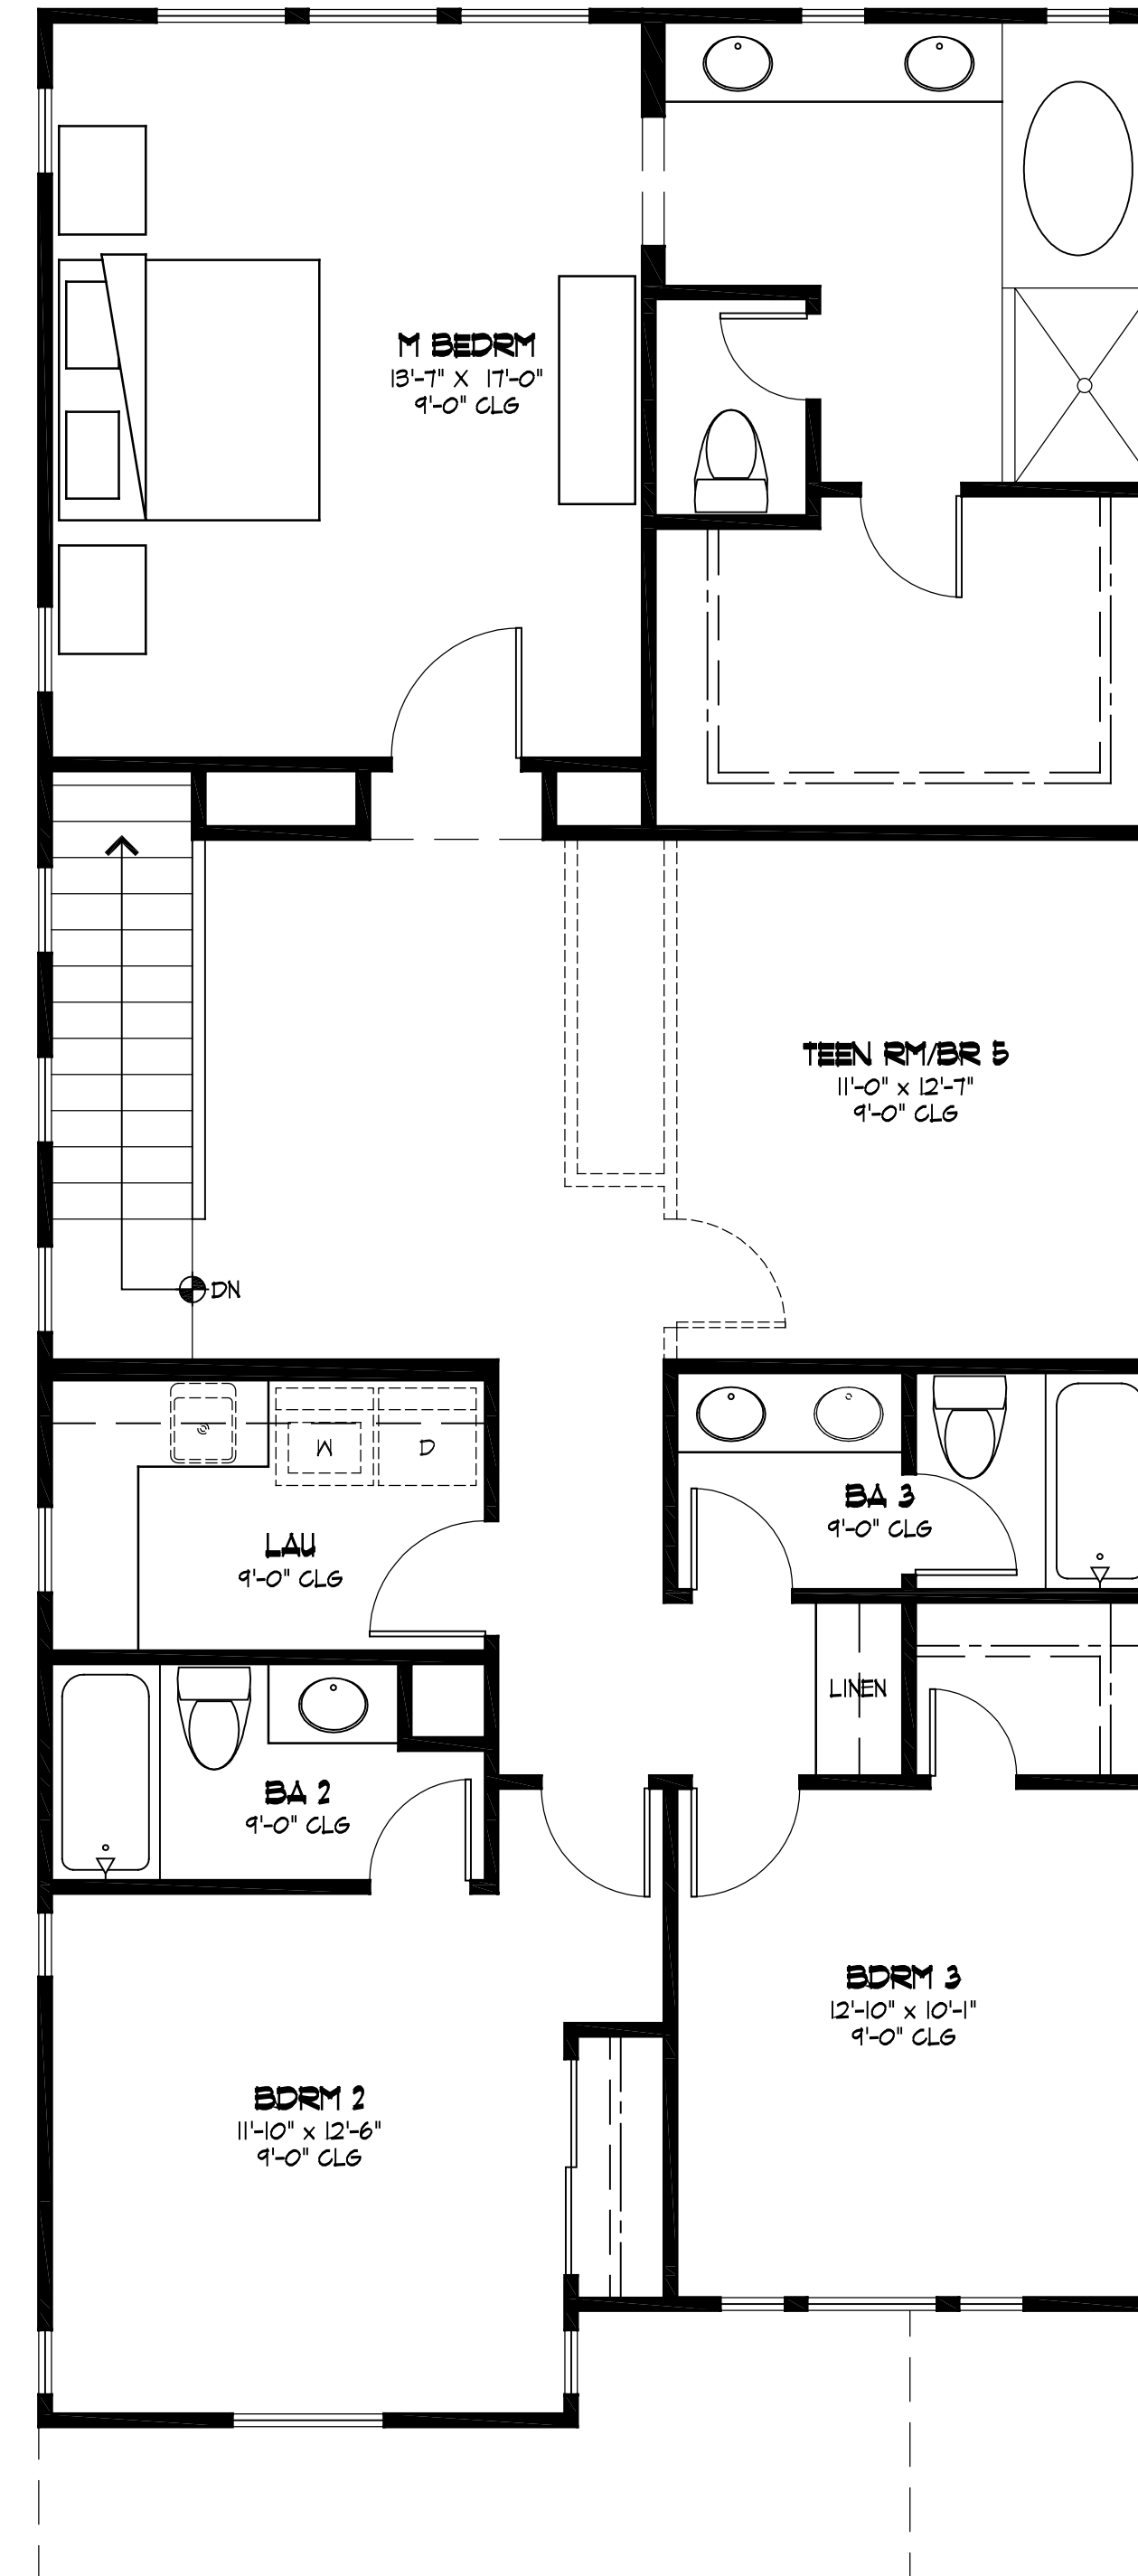 M BEDRM
13'-7" X 17'-0"
9'-0" CLG
TEEN RM/BR 5
11'-0" x 12'-7"
9'-0" CLG
DN
W
D
LAU
9'-0" CLG
BA 3
9'-0" CLG
LINEN
BA 2
9'-0" CLG
BDRM 3
12'-10" x 10'-1"
9'-0" CLG
BDRM 2
11'-10" x 12'-6"
9'-0" CLG